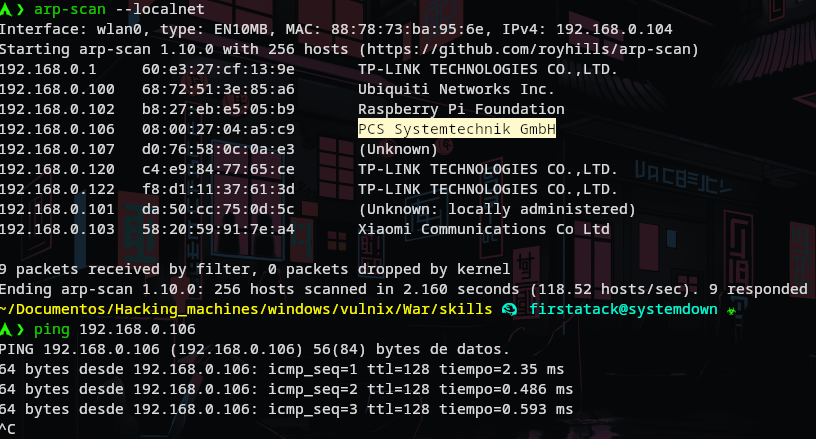 ❯ arp-scan --localnet
Interface: wlan0, type: EN10MB, MAC: 88:78:73:ba:95:6e, IPv4: 192.168.0.104
Starting arp-scan 1.10.0 with 256 hosts (https://github.com/royhills/arp-scan)
192.168.0.1     60:e3:27:cf:13:9e       TP-LINK TECHNOLOGIES CO.,LTD.
192.168.0.100   68:72:51:3e:85:a6       Ubiquiti Networks Inc.
192.168.0.102   b8:27:eb:e5:05:b9       Raspberry Pi Foundation
192.168.0.106   08:00:27:04:a5:c9       PCS Systemtechnik GmbH
192.168.0.107   d0:76:58:0c:0a:e3       (Unknown)
192.168.0.120   c4:e9:84:77:65:ce       TP-LINK TECHNOLOGIES CO.,LTD.
192.168.0.122   f8:d1:11:37:61:3d       TP-LINK TECHNOLOGIES CO.,LTD.
192.168.0.101   da:50:cc:75:0d:5c       (Unknown: locally administered)
192.168.0.103   58:20:59:91:7e:a4       Xiaomi Communications Co Ltd
9 packets received by filter, 0 packets dropped by kernel
Ending arp-scan 1.10.0: 256 hosts scanned in 2.160 seconds (118.52 hosts/sec). 9 responded
~/Documentos/Hacking_machines/windows/vulnix/War/skills firstatack@systemdown
❯ ping 192.168.0.106
PING 192.168.0.106 (192.168.0.106) 56(84) bytes de datos.
64 bytes desde 192.168.0.106: icmp_seq=1 ttl=128 tiempo=2.35 ms
64 bytes desde 192.168.0.106: icmp_seq=2 ttl=128 tiempo=0.486 ms
64 bytes desde 192.168.0.106: icmp_seq=3 ttl=128 tiempo=0.593 ms
^C